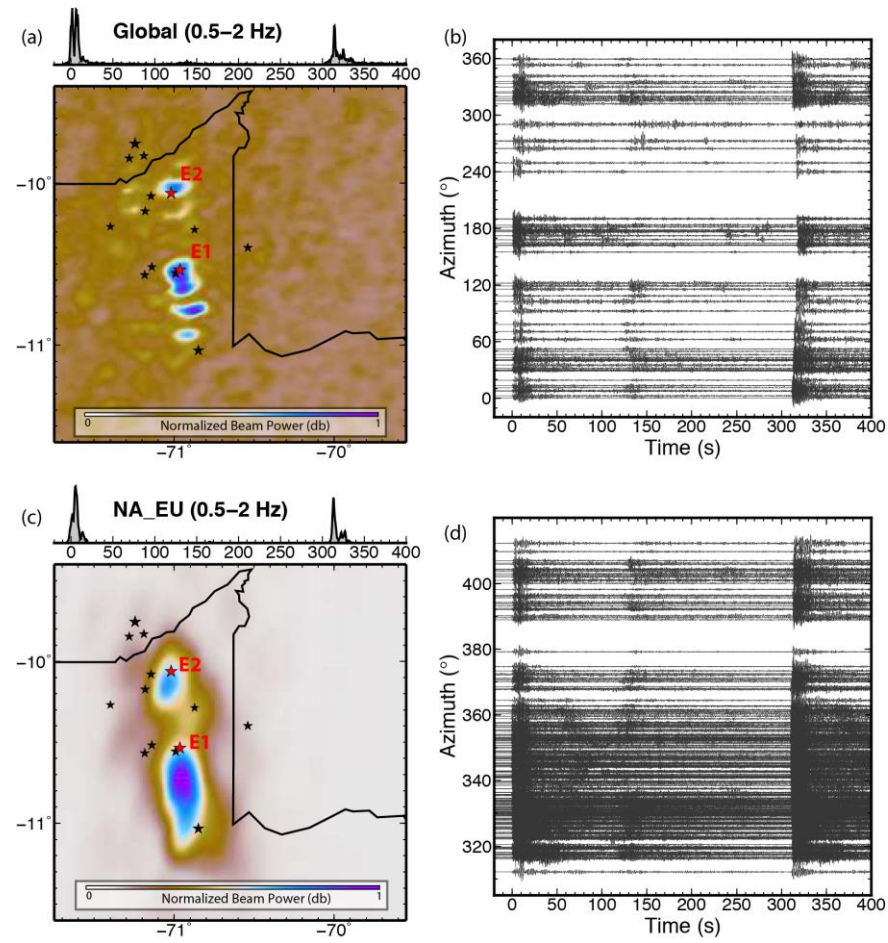 (a) Global (0.5−2 Hz)
0 50 100 150 200 250 300 350 400
E2
E1
−10°
−11°
0 1
Normalized Beam Power (db)
−71° −70°
(b)
360
300
240
180
120
60
0
Azimuth (°)
0 50 100 150 200 250 300 350 400
Time (s)
(c) NA_EU (0.5−2 Hz)
0 50 100 150 200 250 300 350 400
E2
E1
−10°
−11°
0 1
Normalized Beam Power (db)
−71° −70°
(d)
400
380
360
340
320
Azimuth (°)
0 50 100 150 200 250 300 350 400
Time (s)